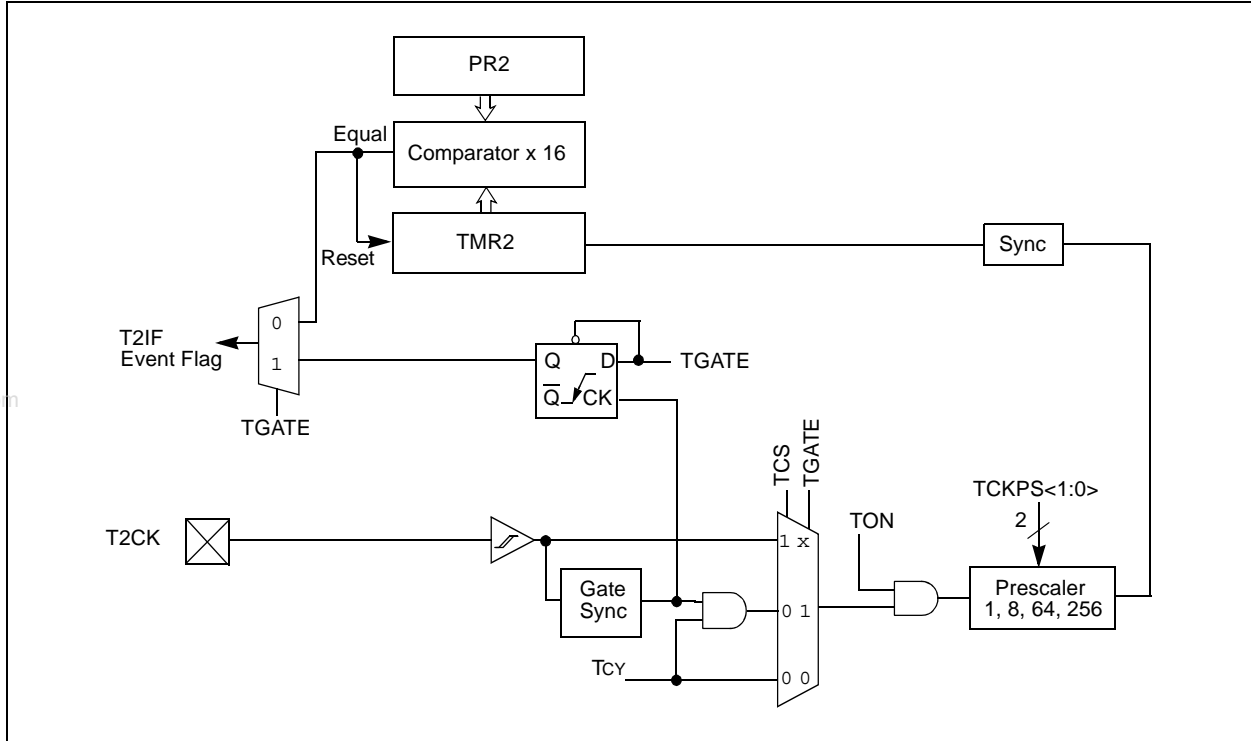 PR2
Equal
Comparator x 16
TMR2
Reset
Sync
0
1
T2IF
Event Flag
TGATE
Q
D
TGATE
Q̅
CK
TCS
TGATE
TCKPS<1:0>
2
T2CK
1 x
TON
Prescaler
1, 8, 64, 256
Gate
Sync
0 1
TCY
0 0
om